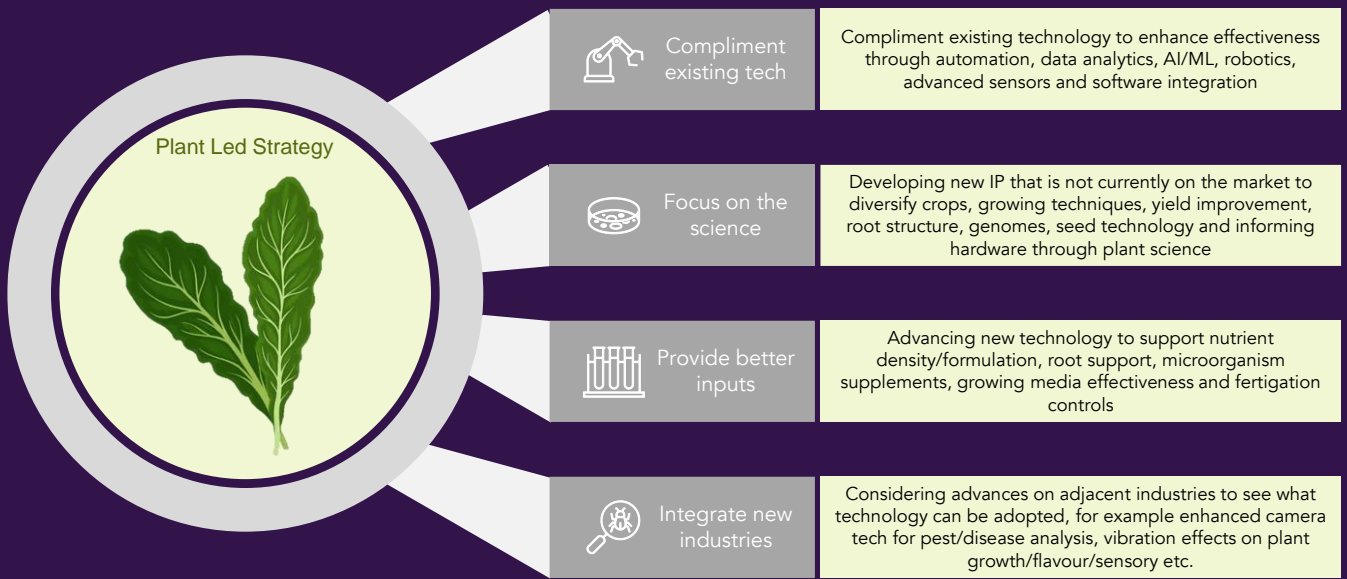 Plant Led Strategy
Compliment
existing tech
Compliment existing technology to enhance effectiveness
through automation, data analytics, AI/ML, robotics,
advanced sensors and software integration
Focus on the
science
Developing new IP that is not currently on the market to
diversify crops, growing techniques, yield improvement,
root structure, genomes, seed technology and informing
hardware through plant science
Provide better
inputs
Advancing new technology to support nutrient
density/formulation, root support, microorganism
supplements, growing media effectiveness and fertigation
controls
Integrate new
industries
Considering advances on adjacent industries to see what
technology can be adopted, for example enhanced camera
tech for pest/disease analysis, vibration effects on plant
growth/flavour/sensory etc.